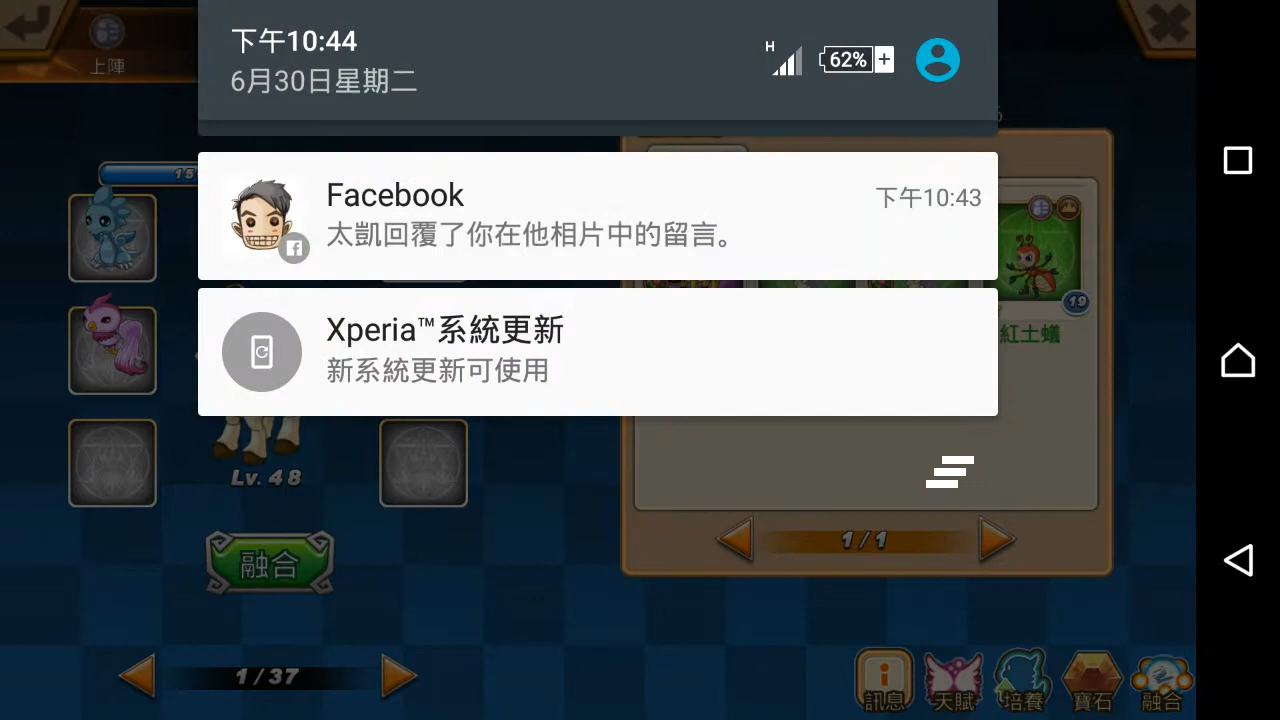 下午10:44
6月30日星期二
H
62%
上陣
Facebook
下午10:43
太凱回覆了你在他相片中的留言。
Xperia™系統更新
新系統更新可使用
15
19
紅土蟻
Lv. 48
融合
1/1
1/37
訊息
天賦
培養
寶石
融合